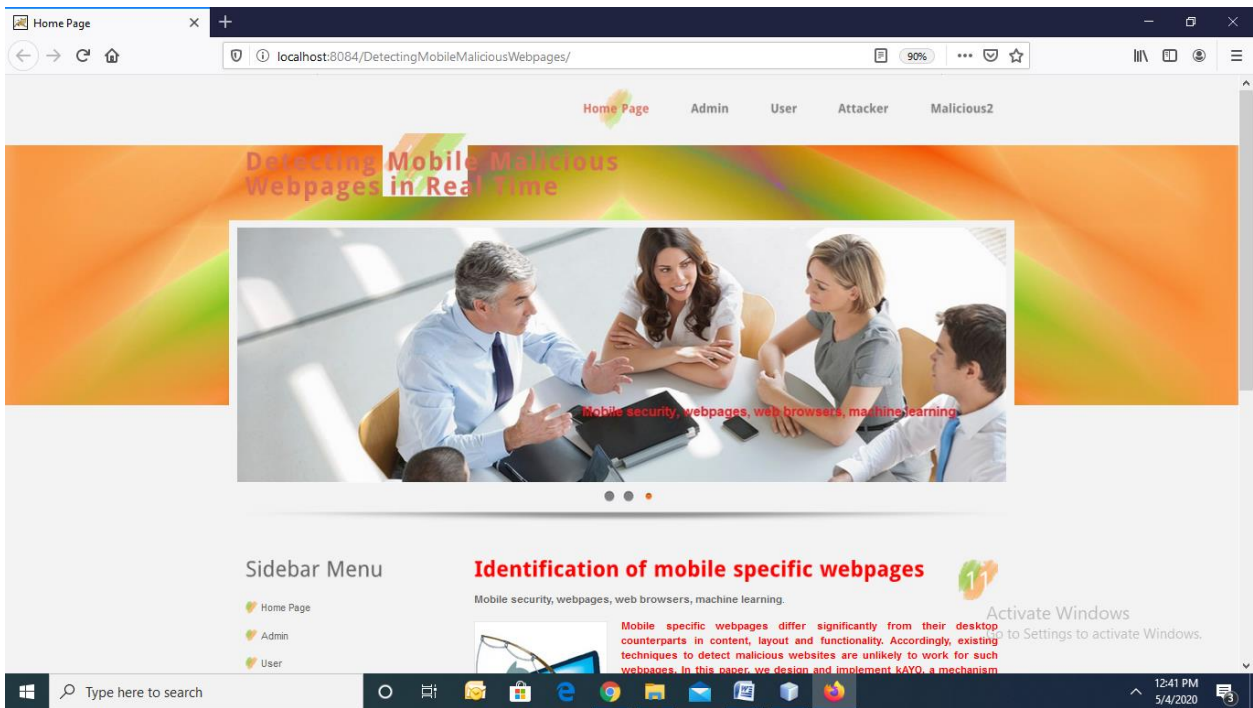 Home Page
localhost:8084/DetectingMobileMaliciousWebpages/
90%
Home Page Admin User Attacker Malicious2
Detecting Mobile Malicious
Webpages in Real Time
Mobile security, webpages, web browsers, machine learning
Sidebar Menu
Home Page
Admin
User
Identification of mobile specific webpages
11
Mobile security, webpages, web browsers, machine learning.
Mobile specific webpages differ significantly from their desktop
counterparts in content, layout and functionality. Accordingly, existing
techniques to detect malicious websites are unlikely to work for such
webpages. In this paper, we design and implement kAYO, a mechanism
Activate Windows
Go to Settings to activate Windows.
Type here to search
12:41 PM
5/4/2020
3